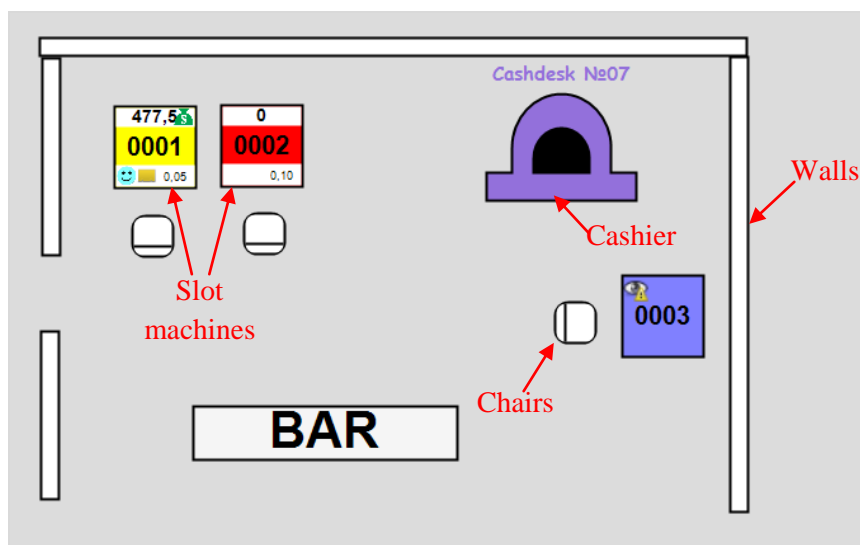 Cashdesk №07
477,5
0
0001
0002
0,05
0,10
Walls
Cashier
Slot
machines
0003
Chairs
BAR